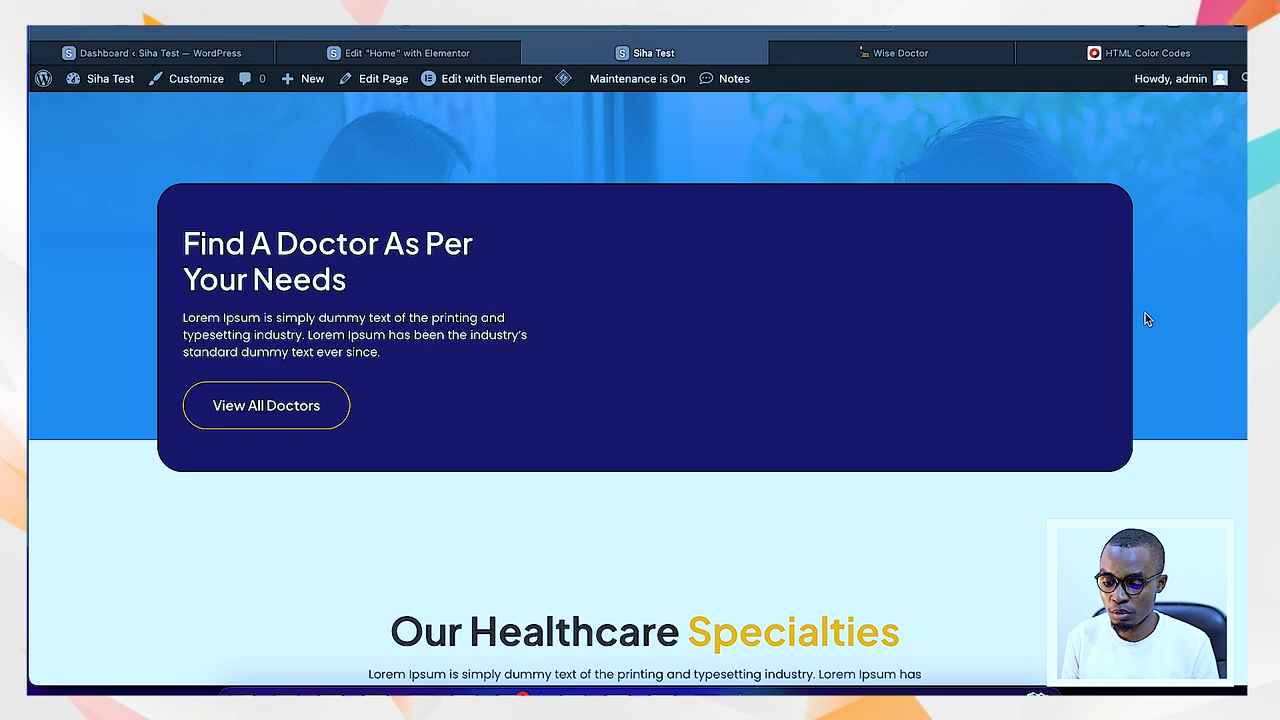 Dashboard ‹ Siha Test — WordPress
Edit "Home" with Elementor
Siha Test
Wise Doctor
HTML Color Codes
Siha Test Customize 0 New Edit Page Edit with Elementor Maintenance is On Notes Howdy, admin
Find A Doctor As Per
Your Needs
Lorem Ipsum is simply dummy text of the printing and
typesetting industry. Lorem Ipsum has been the industry's
standard dummy text ever since.
View All Doctors
Our Healthcare Specialties
Lorem Ipsum is simply dummy text of the printing and typesetting industry. Lorem Ipsum has